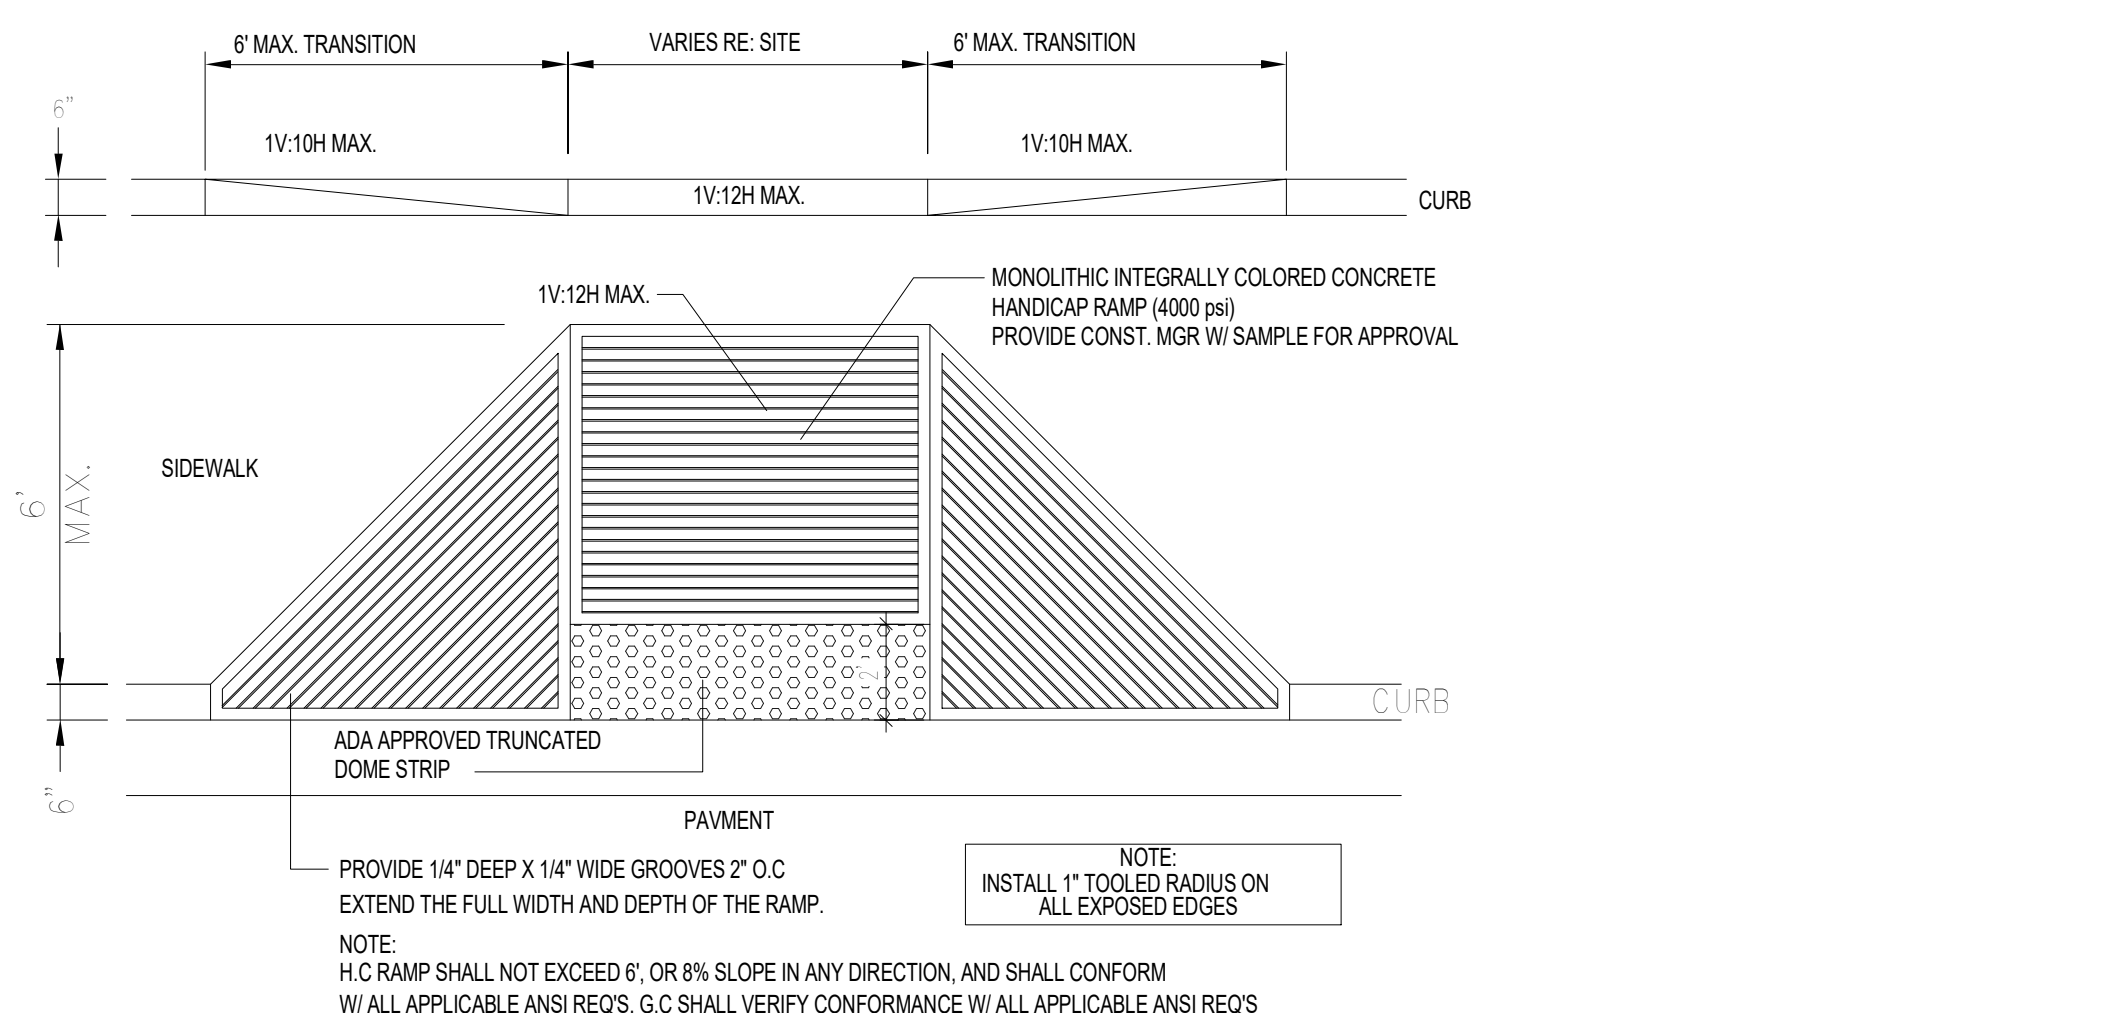 6' MAX. TRANSITION
VARIES RE: SITE
6' MAX. TRANSITION
6"
1V:10H MAX.
1V:10H MAX.
1V:12H MAX.
CURB
1V:12H MAX.
MONOLITHIC INTEGRALLY COLORED CONCRETE
HANDICAP RAMP (4000 psi)
PROVIDE CONST. MGR W/ SAMPLE FOR APPROVAL
SIDEWALK
6'
MAX.
2'
CURB
ADA APPROVED TRUNCATED
DOME STRIP
6"
PAVMENT
PROVIDE 1/4" DEEP X 1/4" WIDE GROOVES 2" O.C
EXTEND THE FULL WIDTH AND DEPTH OF THE RAMP.
NOTE:
INSTALL 1" TOOLED RADIUS ON
ALL EXPOSED EDGES
NOTE:
H.C RAMP SHALL NOT EXCEED 6', OR 8% SLOPE IN ANY DIRECTION, AND SHALL CONFORM
W/ ALL APPLICABLE ANSI REQ'S. G.C SHALL VERIFY CONFORMANCE W/ ALL APPLICABLE ANSI REQ'S